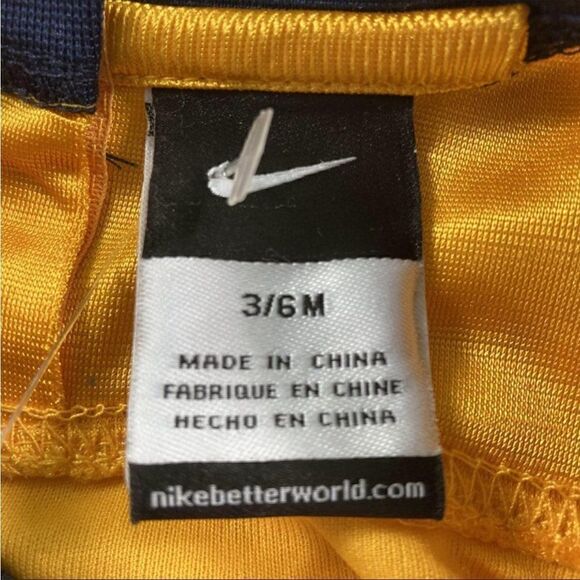 3/6M
MADE IN CHINA
FABRIQUE EN CHINE
HECHO EN CHINA
nikebetterworld.com